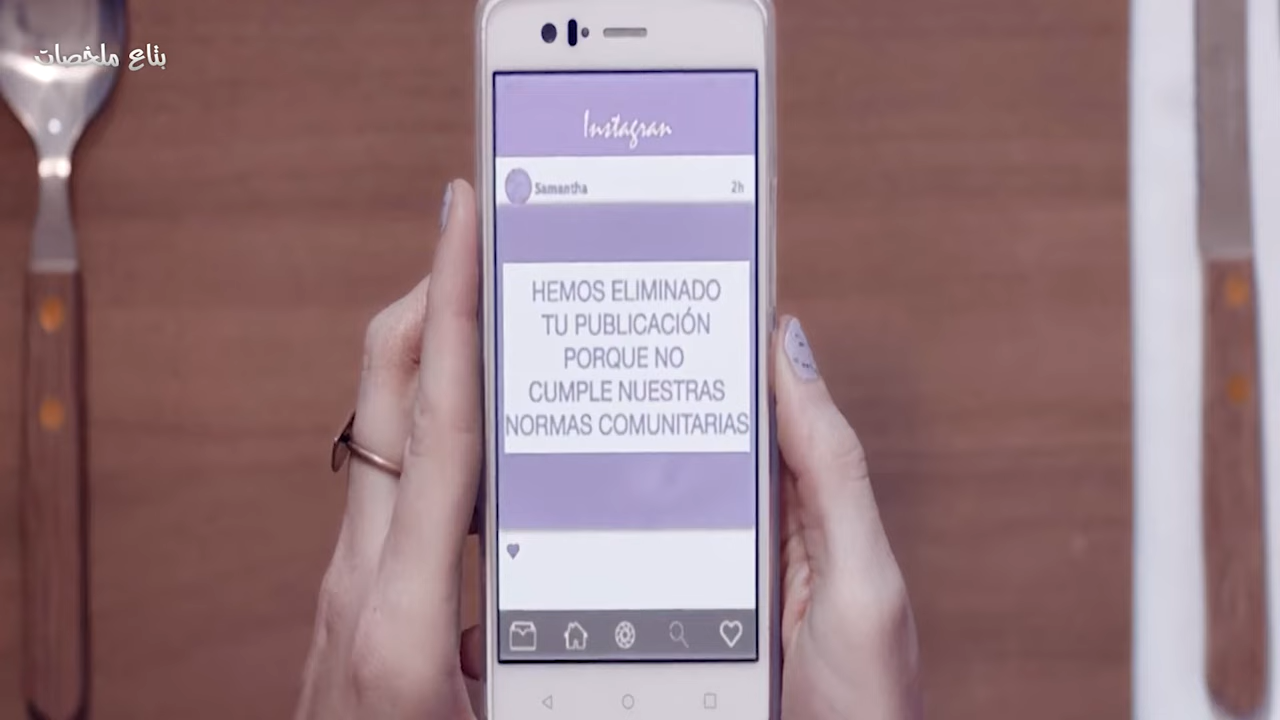 بتاع ملخصات
Instagran
Samantha 2h
HEMOS ELIMINADO
TU PUBLICACIÓN
PORQUE NO
CUMPLE NUESTRAS
NORMAS COMUNITARIAS